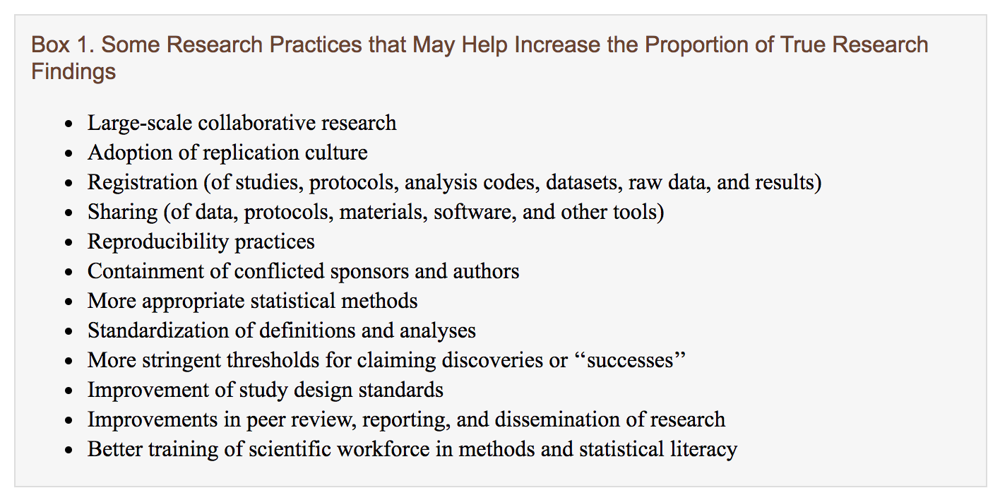 Box 1. Some Research Practices that May Help Increase the Proportion of True Research
Findings
• Large-scale collaborative research
• Adoption of replication culture
• Registration (of studies, protocols, analysis codes, datasets, raw data, and results)
• Sharing (of data, protocols, materials, software, and other tools)
• Reproducibility practices
• Containment of conflicted sponsors and authors
• More appropriate statistical methods
• Standardization of definitions and analyses
• More stringent thresholds for claiming discoveries or ‘‘successes’’
• Improvement of study design standards
• Improvements in peer review, reporting, and dissemination of research
• Better training of scientific workforce in methods and statistical literacy